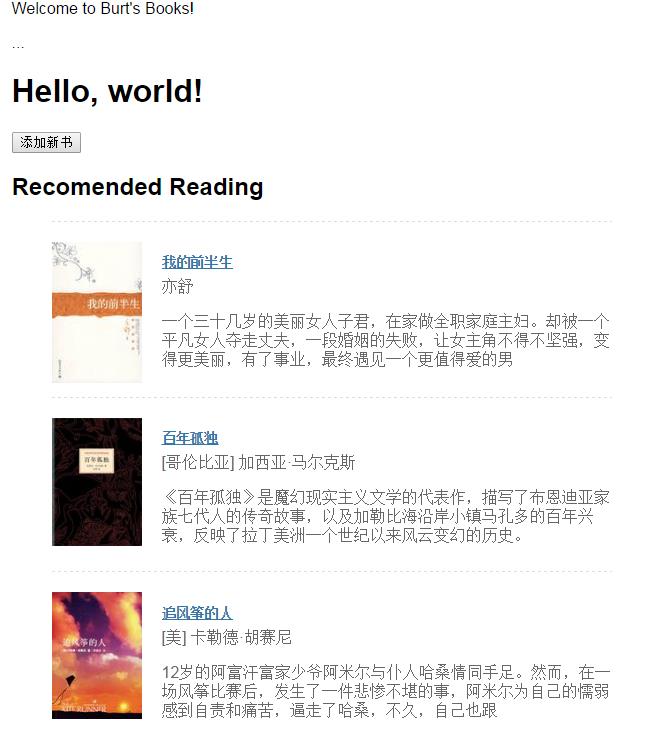 Welcome to Burt's Books!
...
Hello, world!
添加新书
Recomended Reading
我的前半生
我的前半生
亦舒
一个三十几岁的美丽女人子君，在家做全职家庭主妇。却被一个
平凡女人夺走丈夫，一段婚姻的失败，让女主角不得不坚强，变
得更美丽，有了事业，最终遇见一个更值得爱的男
百年孤独
百年孤独
[哥伦比亚] 加西亚·马尔克斯
《百年孤独》是魔幻现实主义文学的代表作，描写了布恩迪亚家
族七代人的传奇故事，以及加勒比海沿岸小镇马孔多的百年兴
衰，反映了拉丁美洲一个世纪以来风云变幻的历史。
追风筝的人
追风筝的人
[美] 卡勒德·胡赛尼
12岁的阿富汗富家少爷阿米尔与仆人哈桑情同手足。然而，在一
场风筝比赛后，发生了一件悲惨不堪的事，阿米尔为自己的懦弱
感到自责和痛苦，逼走了哈桑，不久，自己也跟